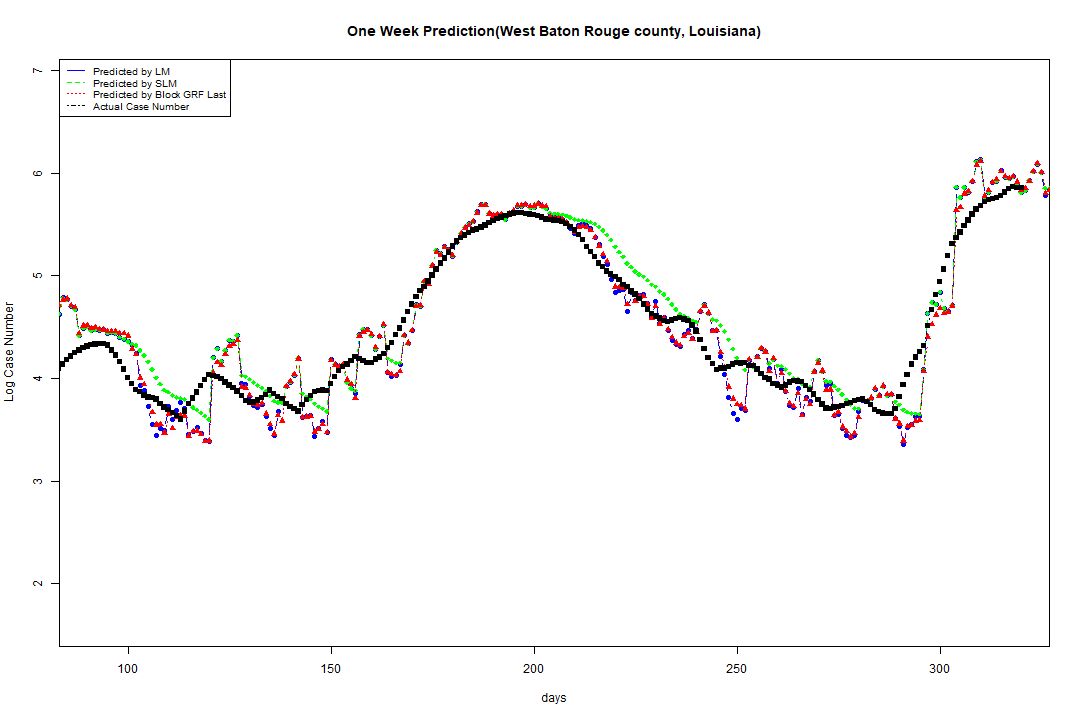 One Week Prediction(West Baton Rouge county, Louisiana)
Predicted by LM
Predicted by SLM
Predicted by Block GRF Last
Actual Case Number
7
6
5
4
3
2
Log Case Number
100 150 200 250 300
days